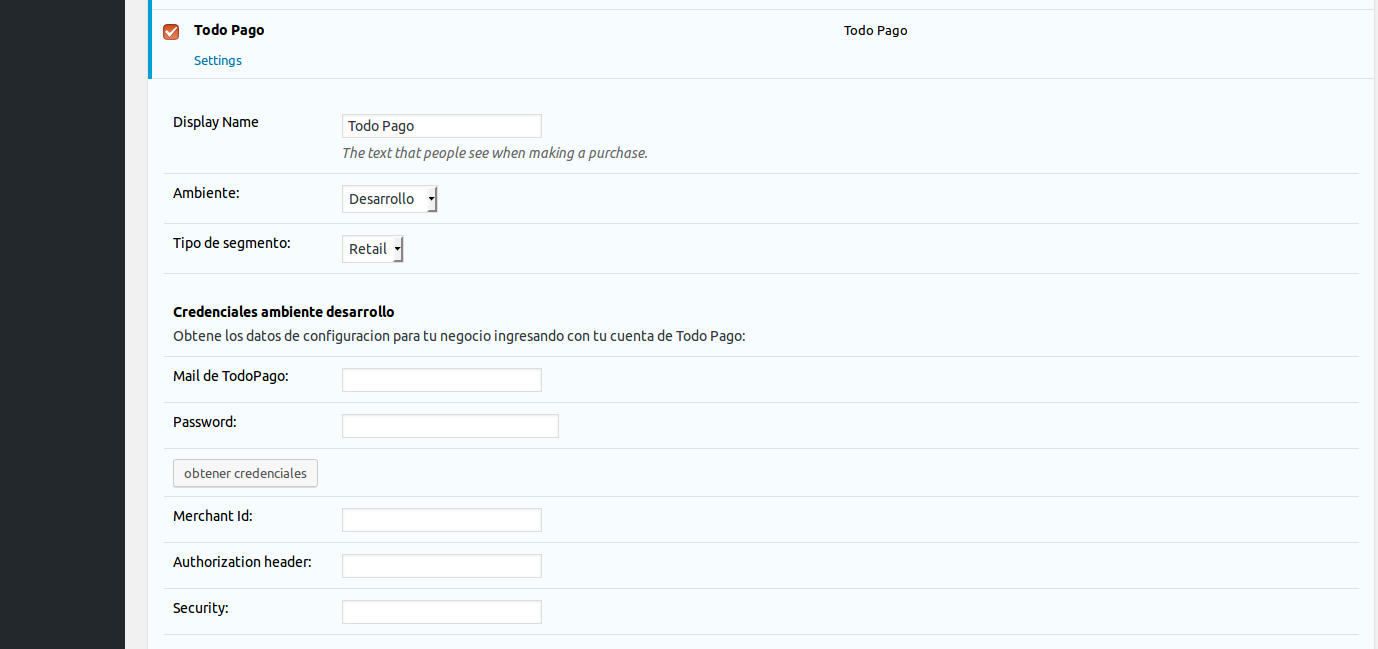 Todo Pago
Todo Pago
Settings
Display Name
Todo Pago
The text that people see when making a purchase.
Ambiente:
Desarrollo
Tipo de segmento:
Retail
Credenciales ambiente desarrollo
Obtene los datos de configuracion para tu negocio ingresando con tu cuenta de Todo Pago:
Mail de TodoPago:
Password:
obtener credenciales
Merchant Id:
Authorization header:
Security: